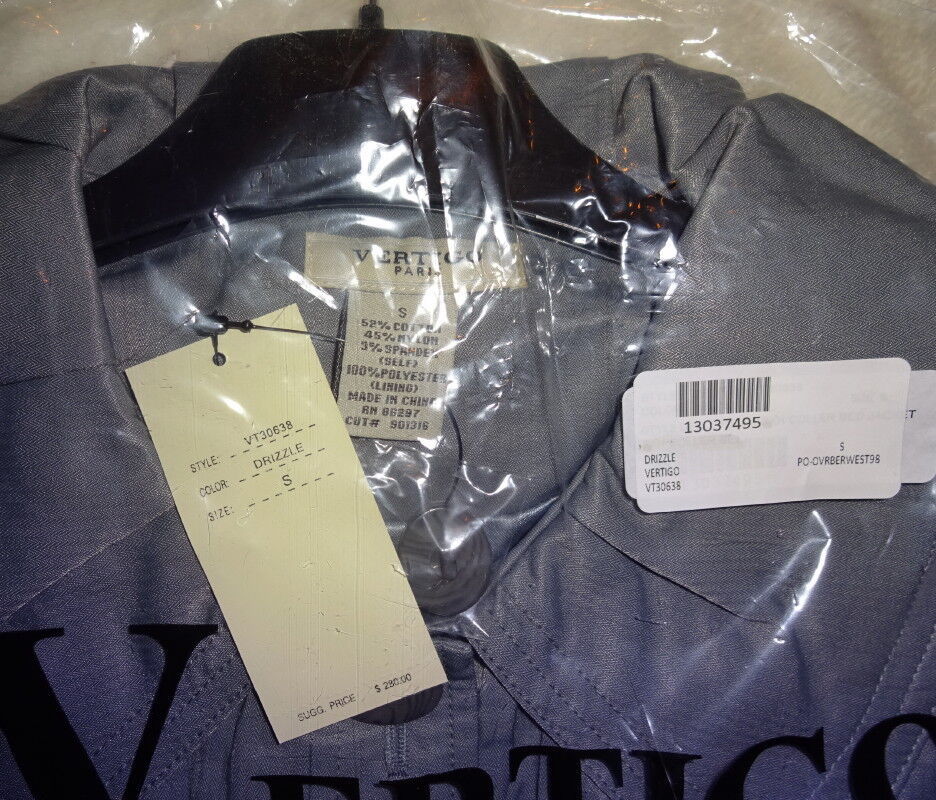 VERTIGO
PARIS
S
52% COTTON
45% NYLON
3% SPANDEX
(SELF)
100% POLYESTER
(LINING)
MADE IN CHINA
RN 86297
CUT# 901316
STYLE: VT30638
COLOR: DRIZZLE
SIZE: S
SUGG. PRICE $ 280.00
13037495
DRIZZLE S
VERTIGO PO-OVRBERWEST98
VT30638
ET
VERTIGO